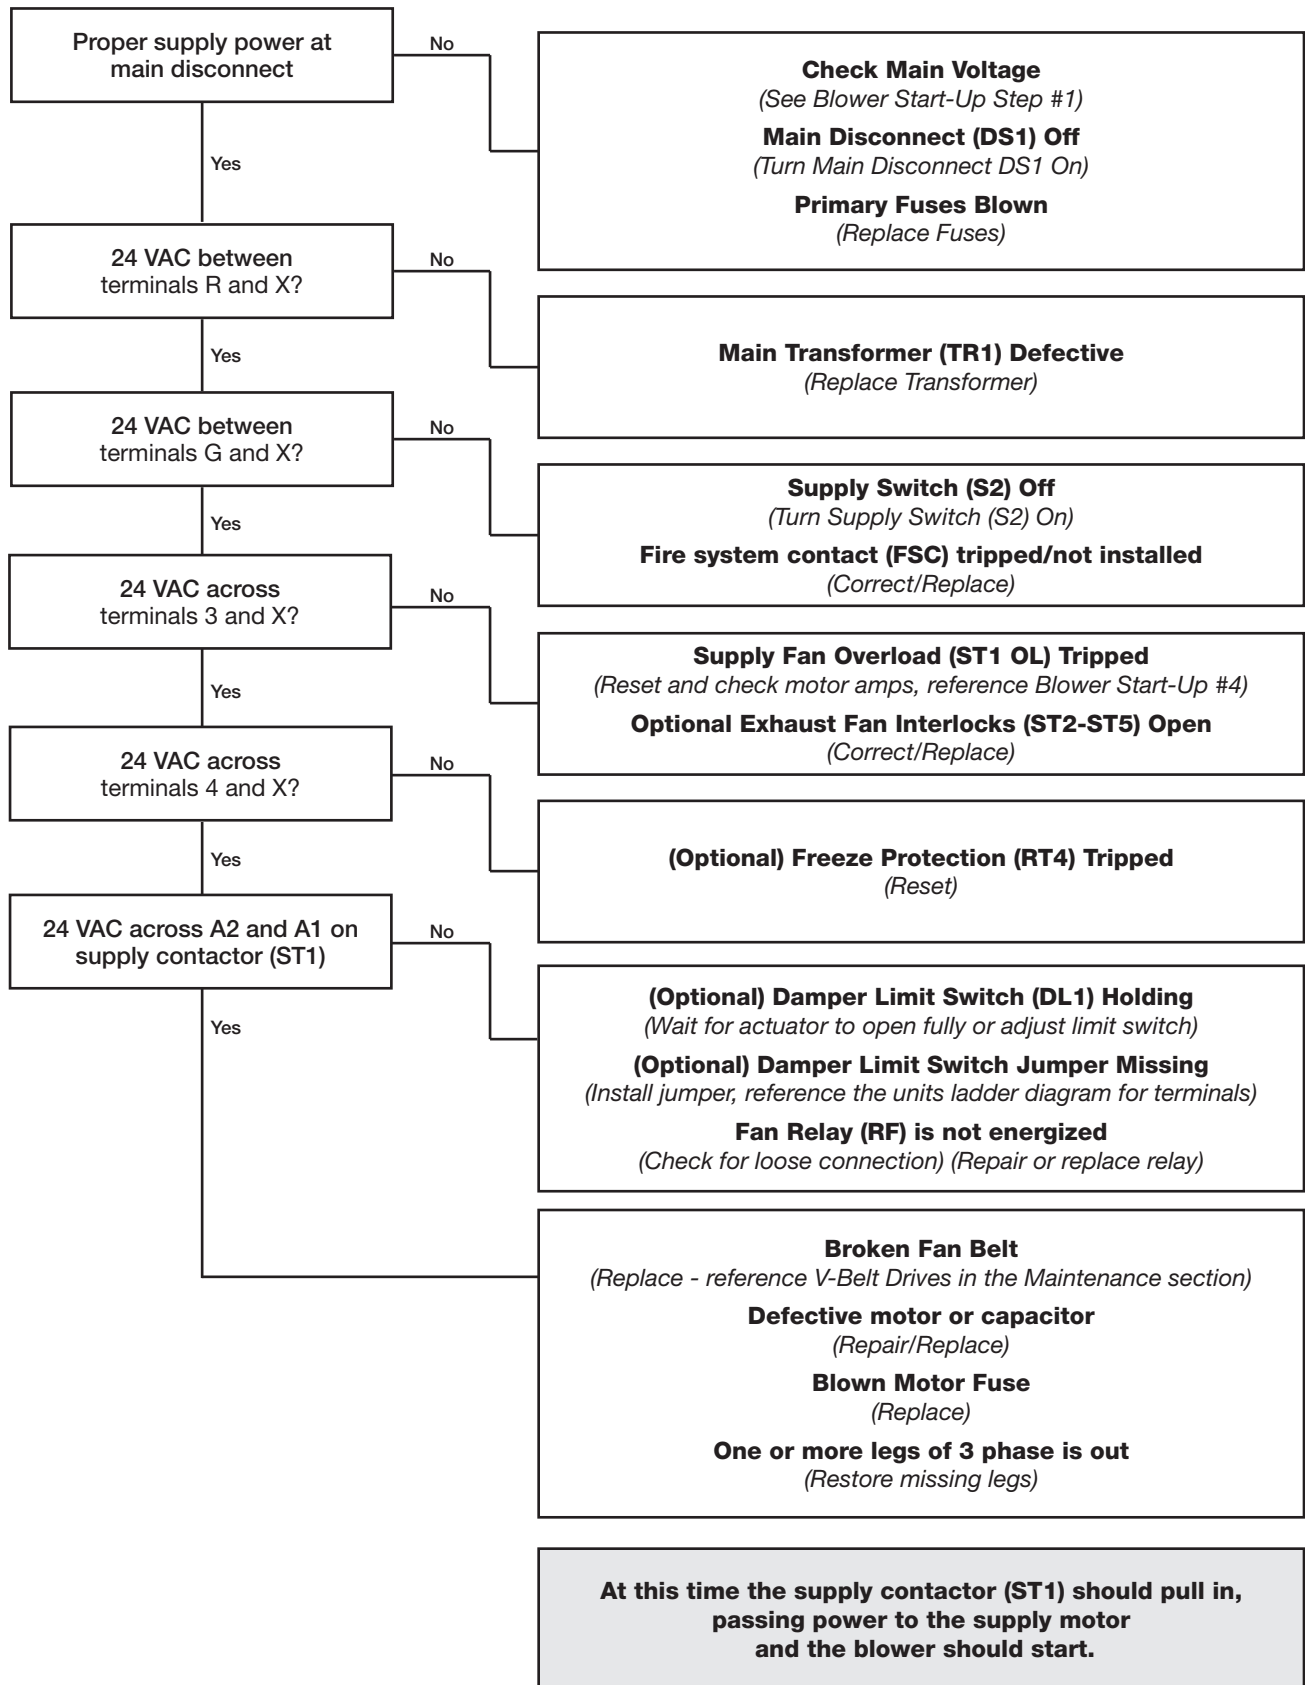 Proper supply power at
main disconnect
No
Check Main Voltage
(See Blower Start-Up Step #1)
Main Disconnect (DS1) Off
(Turn Main Disconnect DS1 On)
Primary Fuses Blown
(Replace Fuses)
Yes
24 VAC between
terminals R and X?
No
Main Transformer (TR1) Defective
(Replace Transformer)
Yes
24 VAC between
terminals G and X?
No
Supply Switch (S2) Off
(Turn Supply Switch (S2) On)
Fire system contact (FSC) tripped/not installed
(Correct/Replace)
Yes
24 VAC across
terminals 3 and X?
No
Supply Fan Overload (ST1 OL) Tripped
(Reset and check motor amps, reference Blower Start-Up #4)
Optional Exhaust Fan Interlocks (ST2-ST5) Open
(Correct/Replace)
Yes
24 VAC across
terminals 4 and X?
No
(Optional) Freeze Protection (RT4) Tripped
(Reset)
Yes
24 VAC across A2 and A1 on
supply contactor (ST1)
No
(Optional) Damper Limit Switch (DL1) Holding
(Wait for actuator to open fully or adjust limit switch)
(Optional) Damper Limit Switch Jumper Missing
(Install jumper, reference the units ladder diagram for terminals)
Fan Relay (RF) is not energized
(Check for loose connection) (Repair or replace relay)
Yes
Broken Fan Belt
(Replace - reference V-Belt Drives in the Maintenance section)
Defective motor or capacitor
(Repair/Replace)
Blown Motor Fuse
(Replace)
One or more legs of 3 phase is out
(Restore missing legs)
At this time the supply contactor (ST1) should pull in,
passing power to the supply motor
and the blower should start.